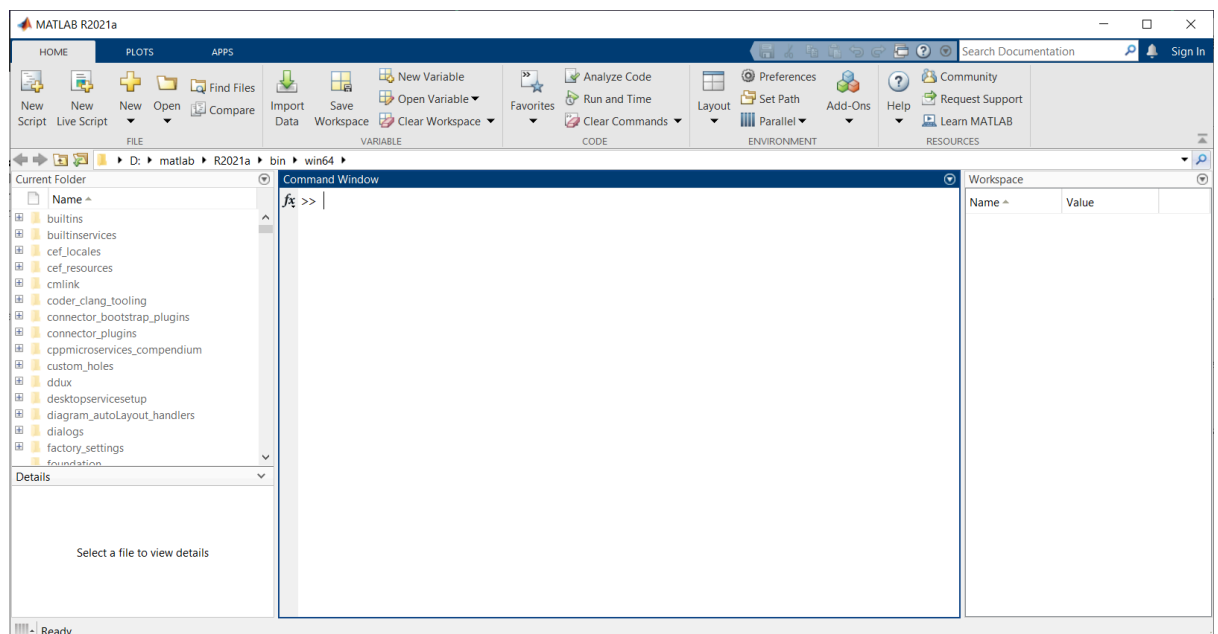 MATLAB R2021a
HOME PLOTS APPS Search Documentation Sign In
New Script
New Live Script
New
Open
Find Files
Compare
FILE
Import Data
Save Workspace
New Variable
Open Variable
Clear Workspace
VARIABLE
Favorites
Analyze Code
Run and Time
Clear Commands
CODE
Layout
Preferences
Set Path
Parallel
Add-Ons
ENVIRONMENT
Help
Community
Request Support
Learn MATLAB
RESOURCES
D: matlab R2021a bin win64
Current Folder
Name
builtins
builtinservices
cef_locales
cef_resources
cmlink
coder_clang_tooling
connector_bootstrap_plugins
connector_plugins
cppmicroservices_compendium
custom_holes
ddux
desktopservicesetup
diagram_autoLayout_handlers
dialogs
factory_settings
foundation
Details
Select a file to view details
Command Window
fx >>
Workspace
Name Value
Ready